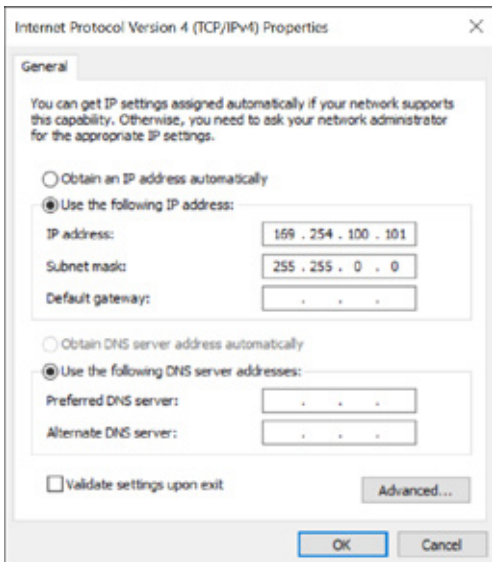 Internet Protocol Version 4 (TCP/IPv4) Properties
General
You can get IP settings assigned automatically if your network supports
this capability. Otherwise, you need to ask your network administrator
for the appropriate IP settings.
Obtain an IP address automatically
Use the following IP address:
IP address: 169 . 254 . 100 . 101
Subnet mask: 255 . 255 . 0 . 0
Default gateway: . . .
Obtain DNS server address automatically
Use the following DNS server addresses:
Preferred DNS server: . . .
Alternate DNS server: . . .
Validate settings upon exit
Advanced...
OK Cancel